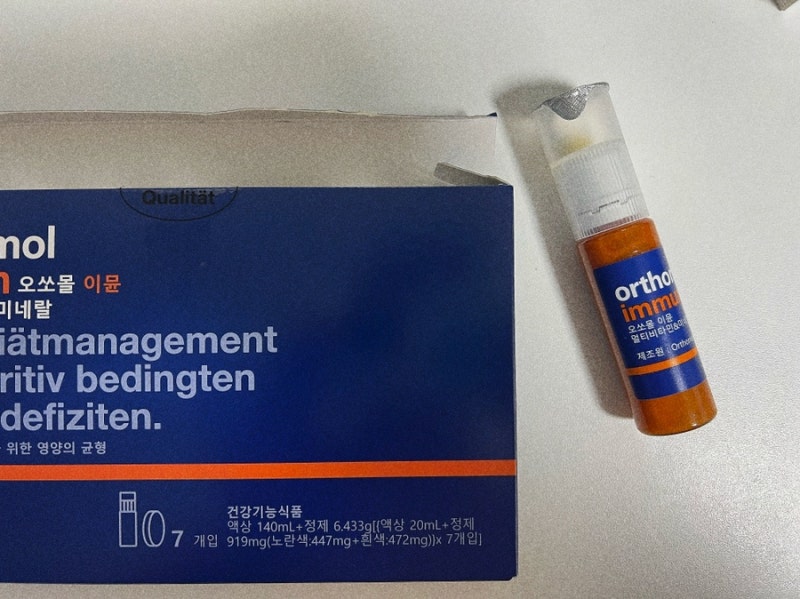 Qualität
mol
n 오쏘몰 이뮨
미네랄
iätmanagement
ritiv bedingten
defiziten.
위한 영양의 균형
7 개입
건강기능식품
액상 140mL+정제 6.433g[(액상 20mL+정제
919mg(노란색:447mg+흰색:472mg))x 7개입]
orthom
immu
오쏘몰 이뮨
멀티비타민&미
제조원 : Orthom